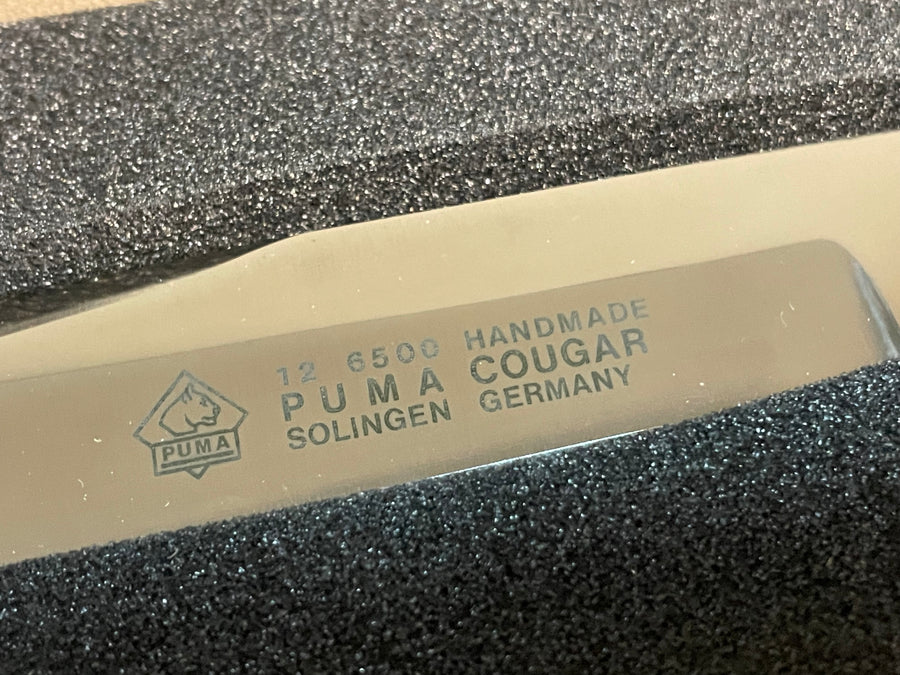 12 6500 HANDMADE
PUMA COUGAR
SOLINGEN GERMANY
PUMA